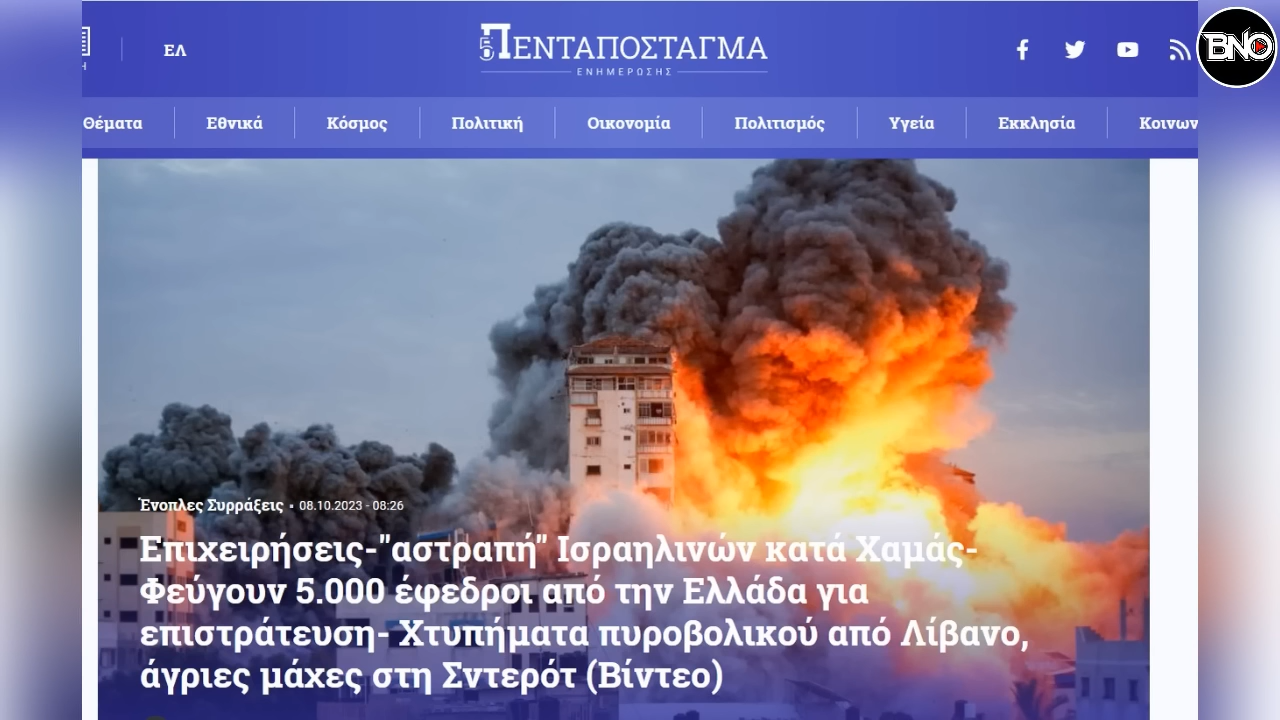 ΕΛ
5 ΠΕΝΤΑΠΟΣΤΑΓΜΑ
ΕΝΗΜΕΡΩΣΗΣ
BNO
Θέματα Εθνικά Κόσμος Πολιτική Οικονομία Πολιτισμός Υγεία Εκκλησία Κοινων
Ένοπλες Συρράξεις • 08.10.2023 - 08:26
Επιχειρήσεις-"αστραπή" Ισραηλινών κατά Χαμάς-
Φεύγουν 5.000 έφεδροι από την Ελλάδα για
επιστράτευση- Χτυπήματα πυροβολικού από Λίβανο,
άγριες μάχες στη Σντερότ (Βίντεο)